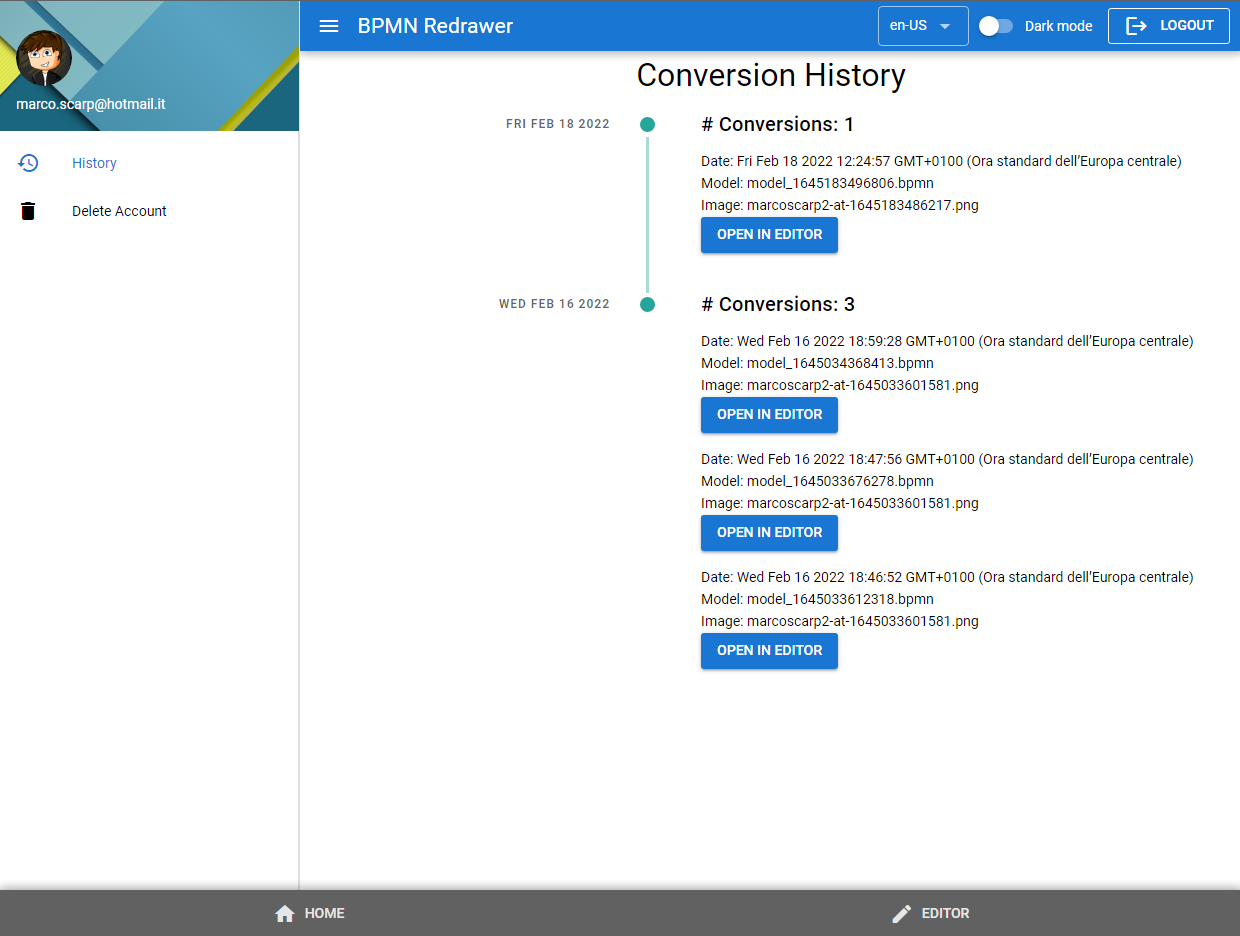 BPMN Redrawer
en-US
Dark mode
LOGOUT
marco.scarp@hotmail.it
History
Delete Account
Conversion History
FRI FEB 18 2022
# Conversions: 1
Date: Fri Feb 18 2022 12:24:57 GMT+0100 (Ora standard dell’Europa centrale)
Model: model_1645183496806.bpmn
Image: marcoscarp2-at-1645183486217.png
OPEN IN EDITOR
WED FEB 16 2022
# Conversions: 3
Date: Wed Feb 16 2022 18:59:28 GMT+0100 (Ora standard dell’Europa centrale)
Model: model_1645034368413.bpmn
Image: marcoscarp2-at-1645033601581.png
OPEN IN EDITOR
Date: Wed Feb 16 2022 18:47:56 GMT+0100 (Ora standard dell’Europa centrale)
Model: model_1645033676278.bpmn
Image: marcoscarp2-at-1645033601581.png
OPEN IN EDITOR
Date: Wed Feb 16 2022 18:46:52 GMT+0100 (Ora standard dell’Europa centrale)
Model: model_1645033612318.bpmn
Image: marcoscarp2-at-1645033601581.png
OPEN IN EDITOR
HOME
EDITOR